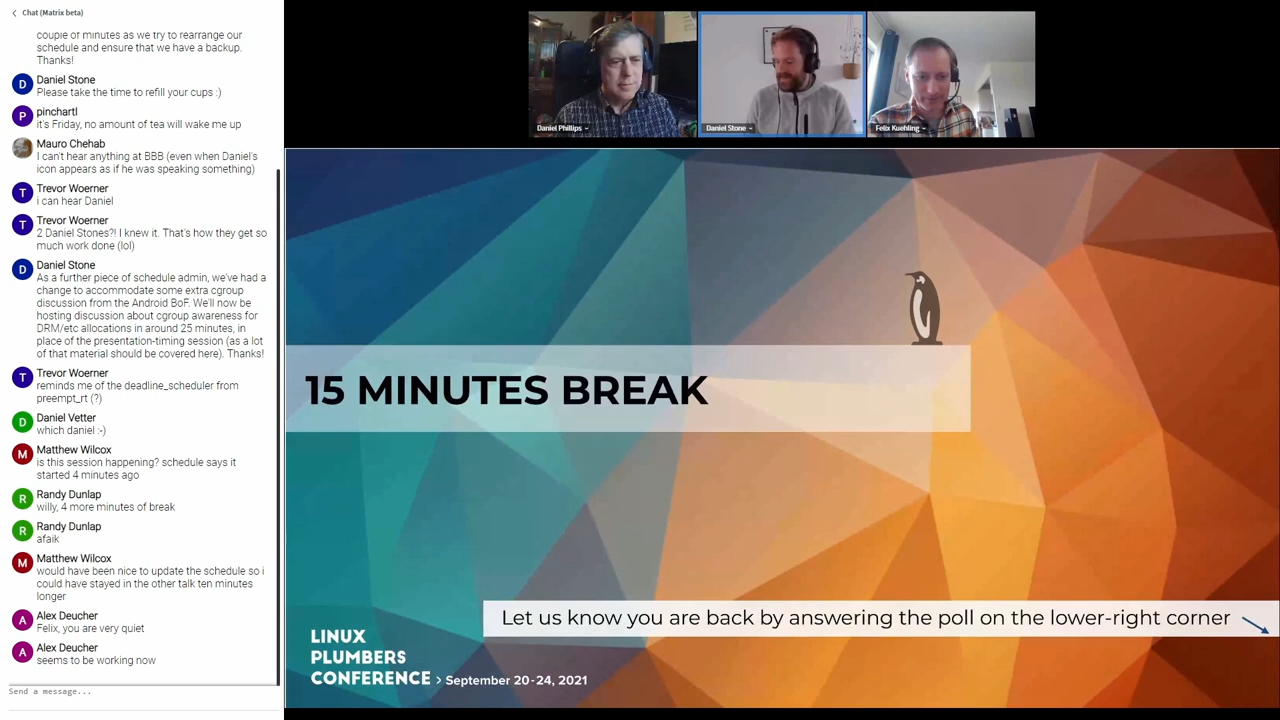 Chat (Matrix beta)
couple of minutes as we try to rearrange our
schedule and ensure that we have a backup.
Thanks!
D
Daniel Stone
Please take the time to refill your cups :)
P
pinchartl
it's Friday, no amount of tea will wake me up
Mauro Chehab
I can't hear anything at BBB (even when Daniel's
icon appears as if he was speaking something)
T
Trevor Woerner
i can hear Daniel
T
Trevor Woerner
2 Daniel Stones?! I knew it. That's how they get so
much work done (lol)
D
Daniel Stone
As a further piece of schedule admin, we've had a
change to accommodate some extra cgroup
discussion from the Android BoF. We'll now be
hosting discussion about cgroup awareness for
DRM/etc allocations in around 25 minutes, in
place of the presentation-timing session (as a lot
of that material should be covered here). Thanks!
T
Trevor Woerner
reminds me of the deadline_scheduler from
preempt_rt (?)
D
Daniel Vetter
which daniel :-)
M
Matthew Wilcox
is this session happening? schedule says it
started 4 minutes ago
R
Randy Dunlap
willy, 4 more minutes of break
R
Randy Dunlap
afaik
M
Matthew Wilcox
would have been nice to update the schedule so i
could have stayed in the other talk ten minutes
longer
A
Alex Deucher
Felix, you are very quiet
A
Alex Deucher
seems to be working now
Send a message...
Daniel Phillips
Daniel Stone
Felix Kuehling
15 MINUTES BREAK
Let us know you are back by answering the poll on the lower-right corner
LINUX
PLUMBERS
CONFERENCE > September 20-24, 2021